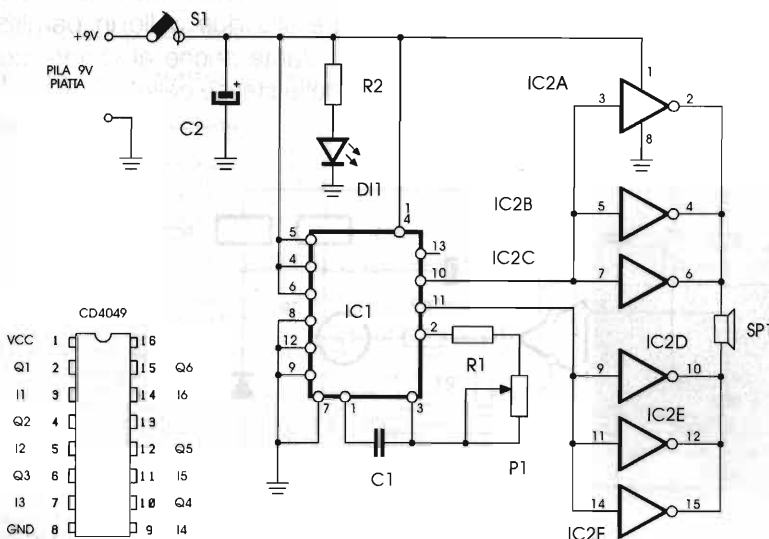 S1
+9V
PILA 9V
PIATTA
C2
R2
DI1
IC2A
3
1
2
8
IC2B
5
4
IC2C
7
6
SP1
IC2D
9
10
IC2E
11
12
IC2F
14
15
1
4
5
4
6
8
12
9
IC1
13
10
11
2
7
1
3
R1
C1
P1
CD4049
VCC 1 16
Q1 2 15 Q6
I1 3 14 I6
Q2 4 13
I2 5 12 Q5
Q3 6 11 I5
I3 7 10 Q4
GND 8 9 I4